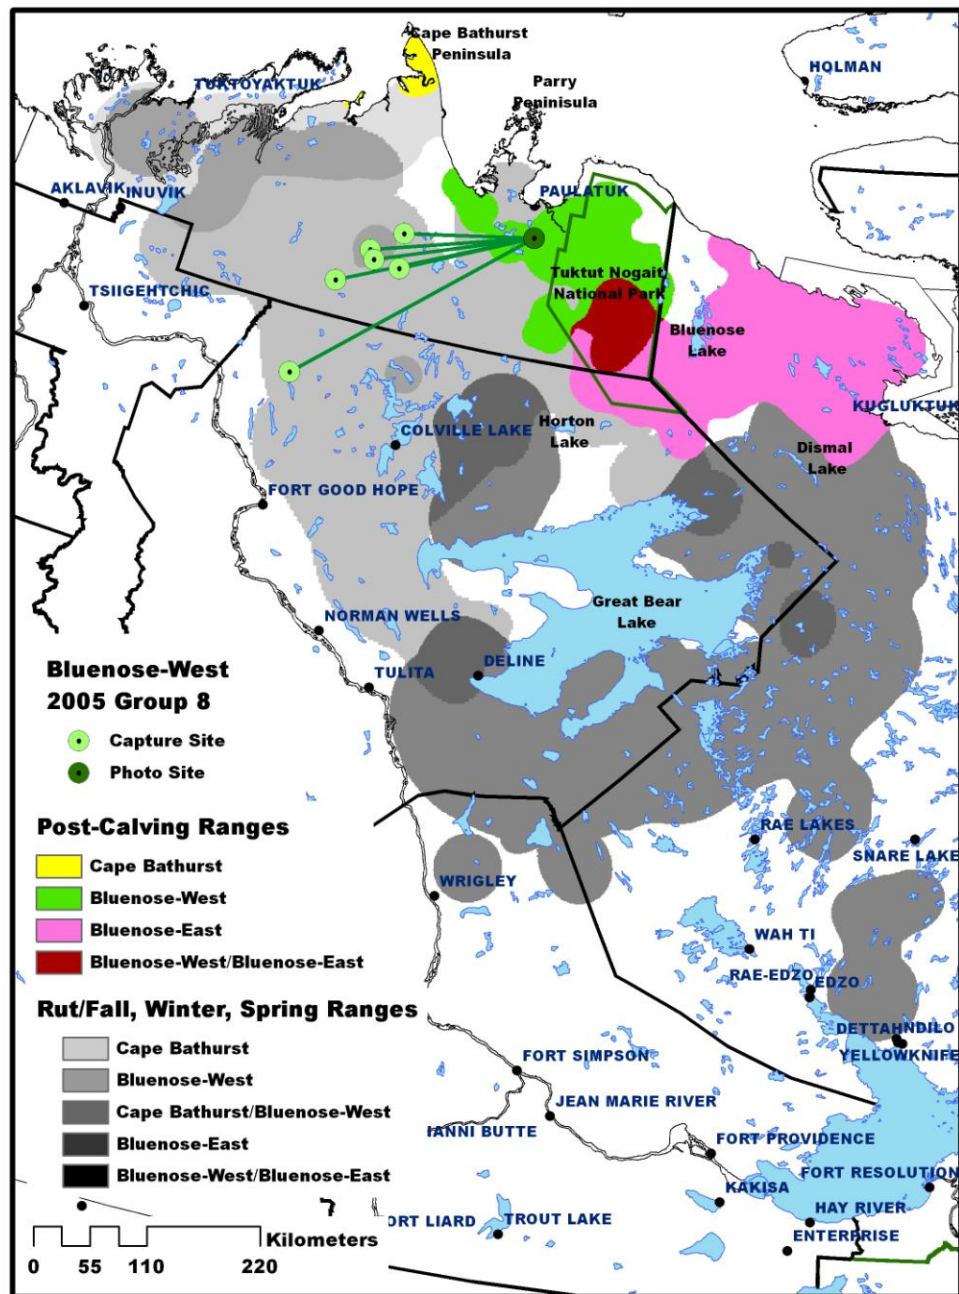 Cape Bathurst
Peninsula
HOLMAN
TUKTOYAKTUK
Parry
Peninisula
AKLAVIK
INUVIK
PAULATUK
TSIIGEHTCHIC
Tuktut Nogait
National Park
Bluenose
Lake
KUGLUKTUK
Horton
Lake
COLVILLE LAKE
Dismal
Lake
FORT GOOD HOPE
Great Bear
Lake
NORMAN WELLS
DELINE
TULITA
Bluenose-West
2005 Group 8
Capture Site
Photo Site
Post-Calving Ranges
Cape Bathurst
Bluenose-West
Bluenose-East
Bluenose-West/Bluenose-East
RAE LAKES
SNARE LAKE
WRIGLEY
WAH TI
RAE-EDZO
EDZO
DETTAH
NDILO
YELLOWKNIFE
Rut/Fall, Winter, Spring Ranges
Cape Bathurst
Bluenose-West
Cape Bathurst/Bluenose-West
Bluenose-East
Bluenose-West/Bluenose-East
FORT SIMPSON
JEAN MARIE RIVER
IANNI BUTTE
FORT PROVIDENCE
FORT RESOLUTION
KAKISA
HAY RIVER
ORT LIARD
TROUT LAKE
ENTERPRISE
Kilometers
0 55 110 220